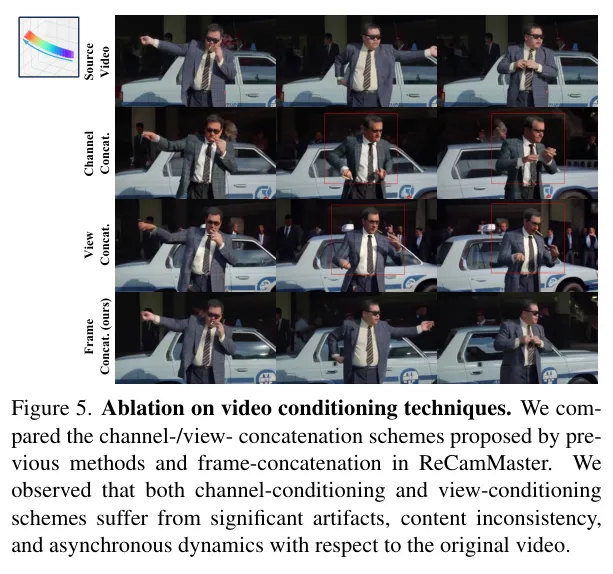 Source
Video
Channel
Concat.
View
Concat.
Frame
Concat. (ours)
Figure 5. Ablation on video conditioning techniques. We com-
pared the channel-/view- concatenation schemes proposed by pre-
vious methods and frame-concatenation in ReCamMaster. We
observed that both channel-conditioning and view-conditioning
schemes suffer from significant artifacts, content inconsistency,
and asynchronous dynamics with respect to the original video.